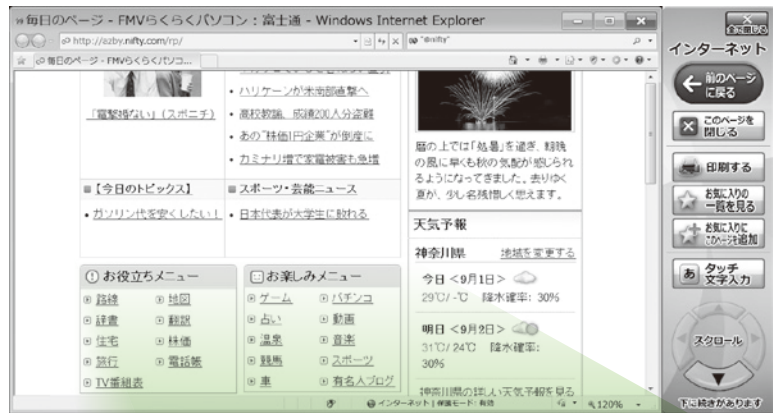 毎日のページ - FMVらくらくパソコン：富士通 - Windows Internet Explorer
http://azby.nifty.com/rp/
@nifty
毎日のページ - FMVらくらくパソコ...
「電撃婚ない」(スポニチ)
・ハリケーンが米南部直撃へ
・高校教諭、成績200人分盗難
・あの"株価1円企業"が倒産に
・カミナリ増で家電被害も急増
■【今日のトピックス】
・ガソリン代を安くしたい！
■スポーツ・芸能ニュース
・日本代表が大学生に敗れる
暦の上では「処暑」を過ぎ、朝晩
の風に早くも秋の気配が感じられ
るようになってきました。去りゆく
夏が、少し名残惜しく思えます。
天気予報
神奈川県 地域を変更する
今日 <9月1日>
29℃/-℃ 降水確率: 30%
明日 <9月2日>
31℃/24℃ 降水確率:
30%
神奈川県の詳しい天気予報を見る
お役立ちメニュー
路線 地図
辞書 翻訳
住宅 株価
旅行 電話帳
TV番組表
お楽しみメニュー
ゲーム パチンコ
占い 動画
温泉 音楽
競馬 スポーツ
車 有名人ブログ
インターネット | 保護モード: 有効
120%
全て閉じる
インターネット
前のページ
に戻る
このページを
閉じる
印刷する
お気に入りの
一覧を見る
お気に入りに
このページを追加
あ タッチ
文字入力
スクロール
下に続きがあります